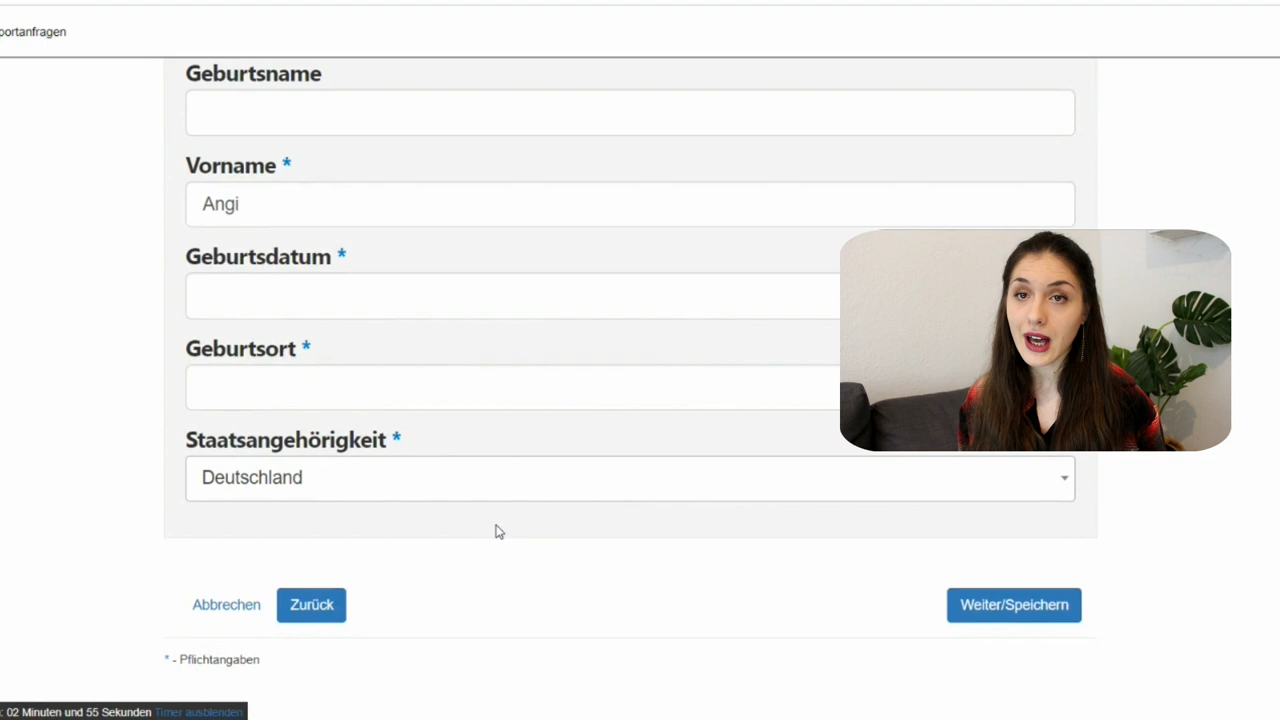 portanfragen
Geburtsname
Vorname *
Angi
Geburtsdatum *
Geburtsort *
Staatsangehörigkeit *
Deutschland
Abbrechen Zurück Weiter/Speichern
* - Pflichtangaben
: 02 Minuten und 55 Sekunden Timer ausblenden